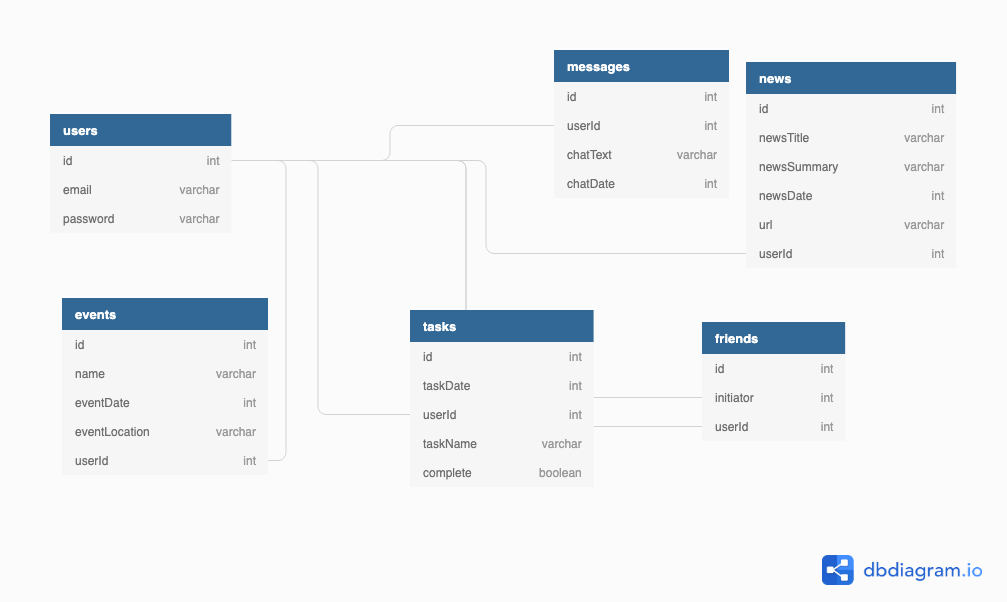 users
id int
email varchar
password varchar
messages
id int
userId int
chatText varchar
chatDate int
news
id int
newsTitle varchar
newsSummary varchar
newsDate int
url varchar
userId int
events
id int
name varchar
eventDate int
eventLocation varchar
userId int
tasks
id int
taskDate int
userId int
taskName varchar
complete boolean
friends
id int
initiator int
userId int
dbdiagram.io